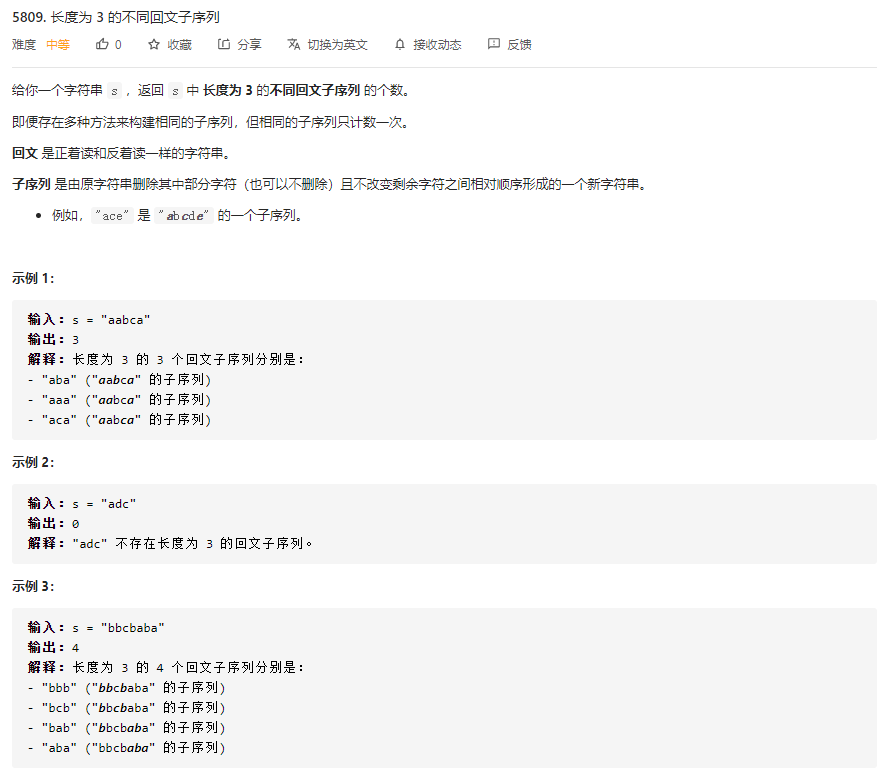 5809. 长度为 3 的不同回文子序列
难度 中等 0 收藏 分享 切换为英文 接收动态 反馈
给你一个字符串 s ，返回 s 中 长度为 3 的不同回文子序列 的个数。
即便存在多种方法来构建相同的子序列，但相同的子序列只计数一次。
回文 是正着读和反着读一样的字符串。
子序列 是由原字符串删除其中部分字符（也可以不删除）且不改变剩余字符之间相对顺序形成的一个新字符串。
• 例如，"ace" 是 "abcde" 的一个子序列。
示例 1：
输入：s = "aabca"
输出：3
解释：长度为 3 的 3 个回文子序列分别是：
- "aba" ("aabca" 的子序列)
- "aaa" ("aabca" 的子序列)
- "aca" ("aabca" 的子序列)
示例 2：
输入：s = "adc"
输出：0
解释："adc" 不存在长度为 3 的回文子序列。
示例 3：
输入：s = "bbcbaba"
输出：4
解释：长度为 3 的 4 个回文子序列分别是：
- "bbb" ("bbcbaba" 的子序列)
- "bcb" ("bbcbaba" 的子序列)
- "bab" ("bbcbaba" 的子序列)
- "aba" ("bbcbaba" 的子序列)